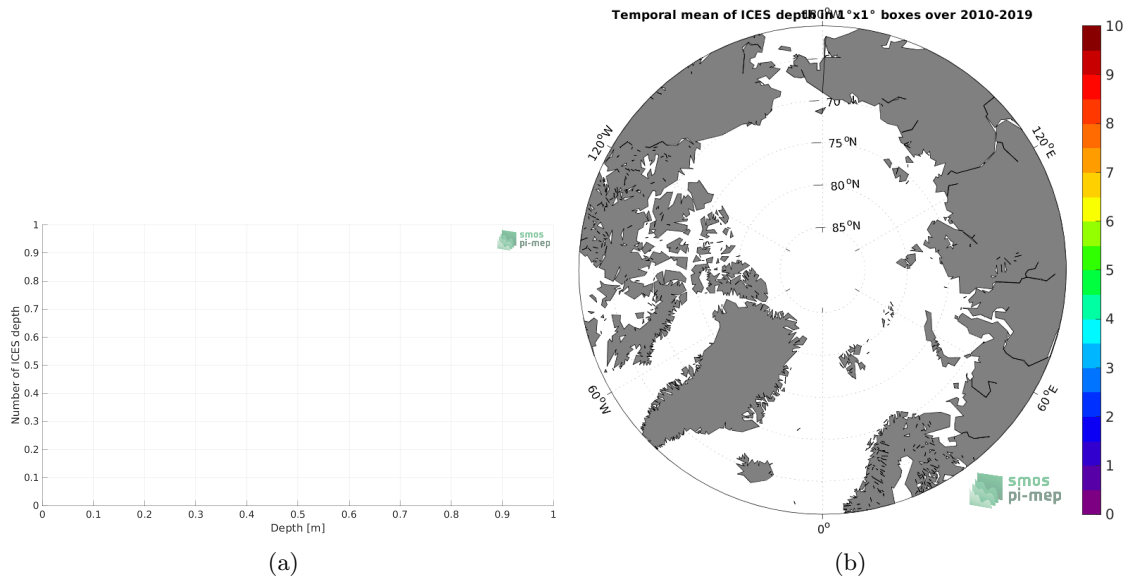 Temporal mean of ICES depth in 1°x1° boxes over 2010-2019
180°W
120°W
120°E
60°W
60°E
0°
70°N
75°N
80°N
85°N
10
9
8
7
6
5
4
3
2
1
0
smos
pi-mep
1
0.9
0.8
0.7
0.6
0.5
0.4
0.3
0.2
0.1
0
Number of ICES depth
smos
pi-mep
0 0.1 0.2 0.3 0.4 0.5 0.6 0.7 0.8 0.9 1
Depth [m]
(a)
(b)